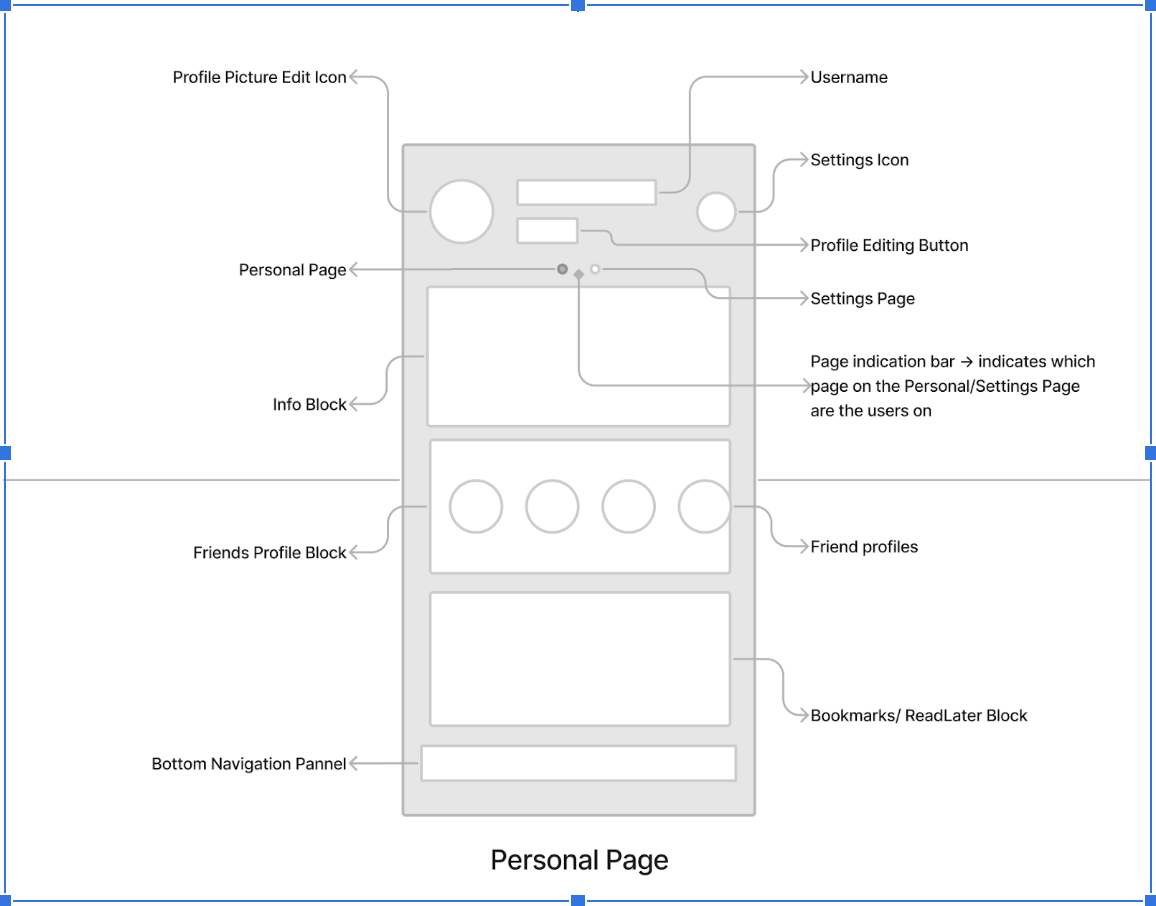 Profile Picture Edit Icon
Username
Settings Icon
Profile Editing Button
Personal Page
Settings Page
Page indication bar → indicates which
page on the Personal/Settings Page
are the users on
Info Block
Friends Profile Block
Friend profiles
Bookmarks/ ReadLater Block
Bottom Navigation Pannel
Personal Page